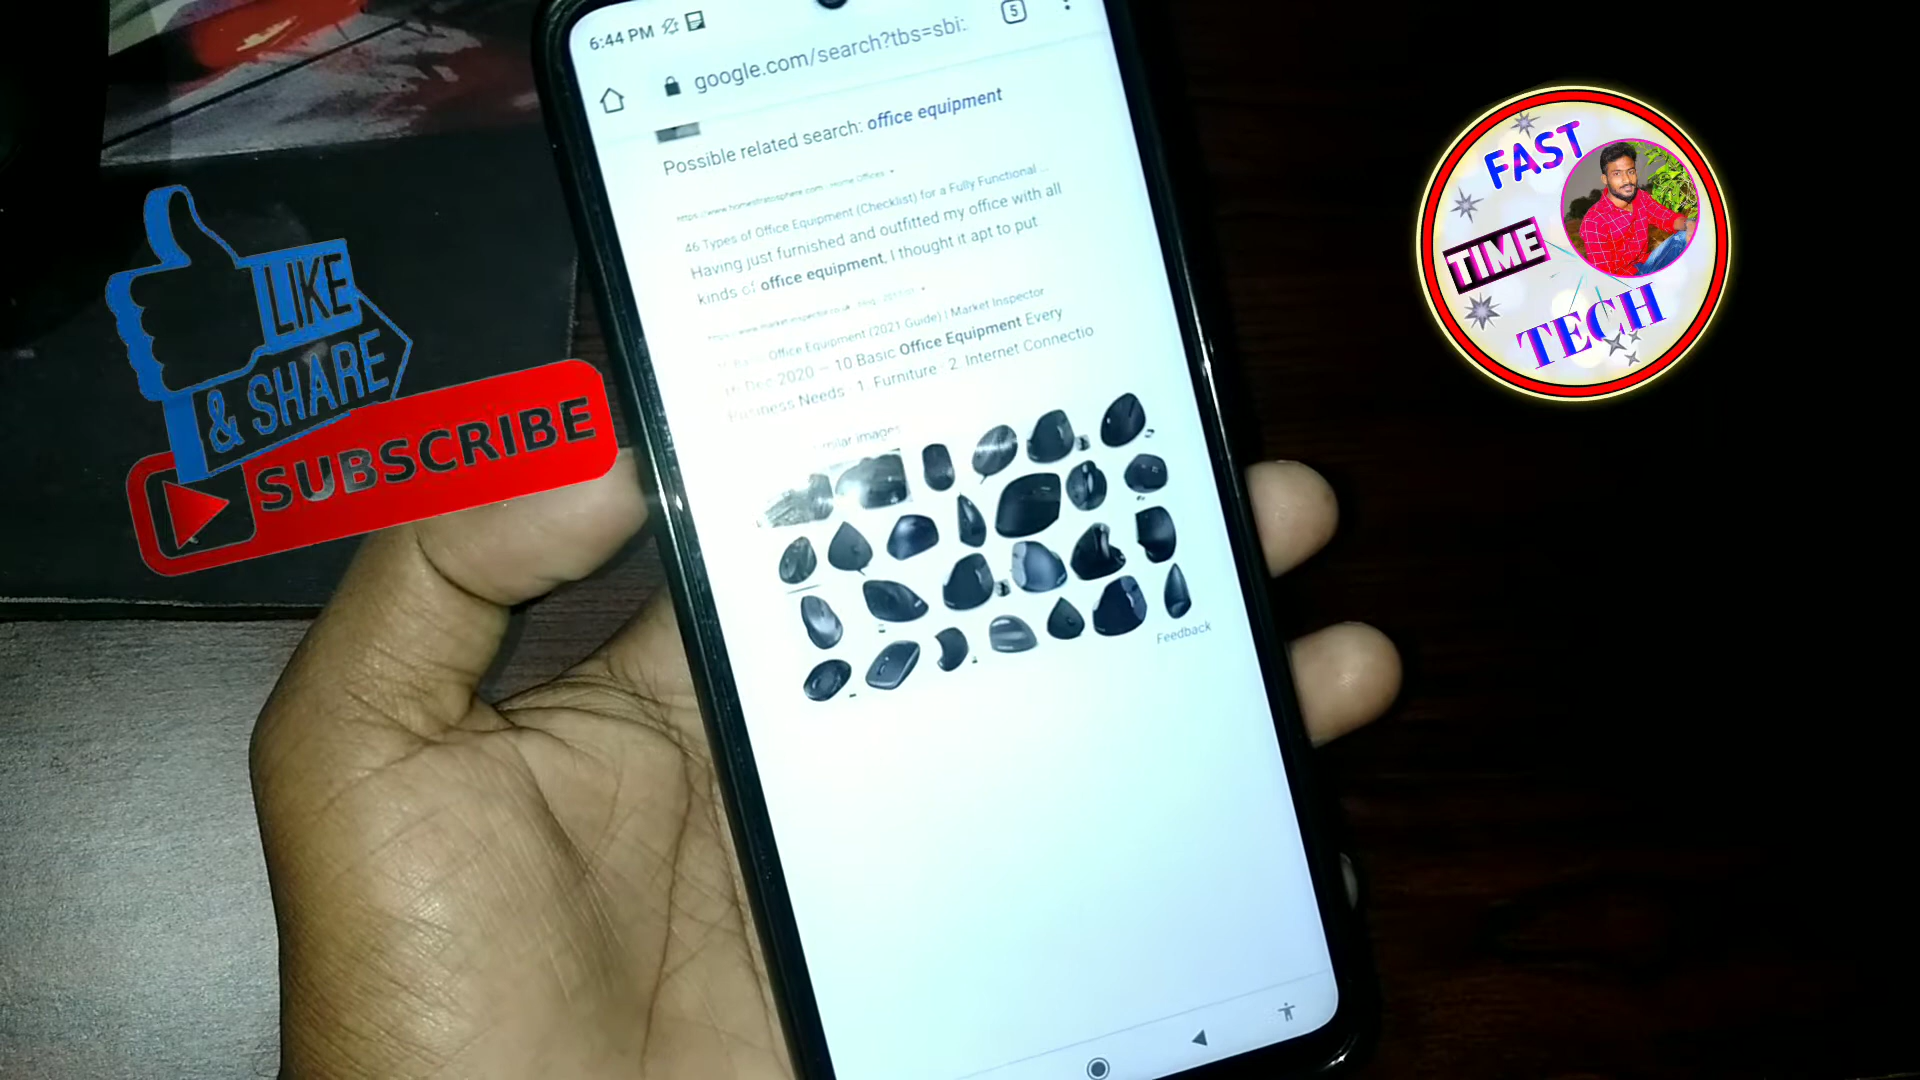 6:44 PM
google.com/search?tbs=sbi:
5
Possible related search: office equipment
46 Types of Office Equipment (Checklist) for a Fully Functional ...
Having just furnished and outfitted my office with all
kinds of office equipment, I thought it apt to put
Basic Office Equipment (2021 Guide) | Market Inspector
Dec 2020 — 10 Basic Office Equipment Every
Business Needs · 1. Furniture · 2. Internet Connectio
images
Feedback
LIKE
& SHARE
SUBSCRIBE
FAST
TIME
TECH